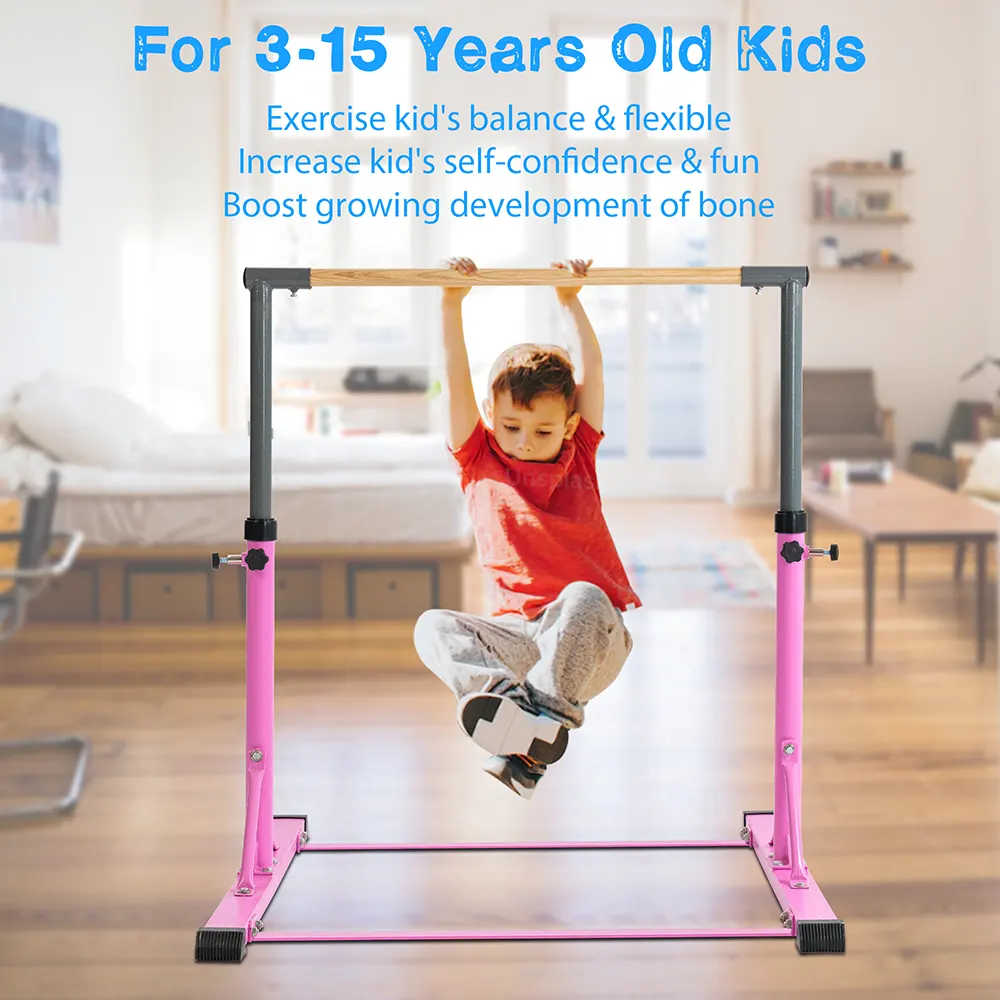 For 3-15 Years Old Kids
Exercise kid's balance & flexible
Increase kid's self-confidence & fun
Boost growing development of bone